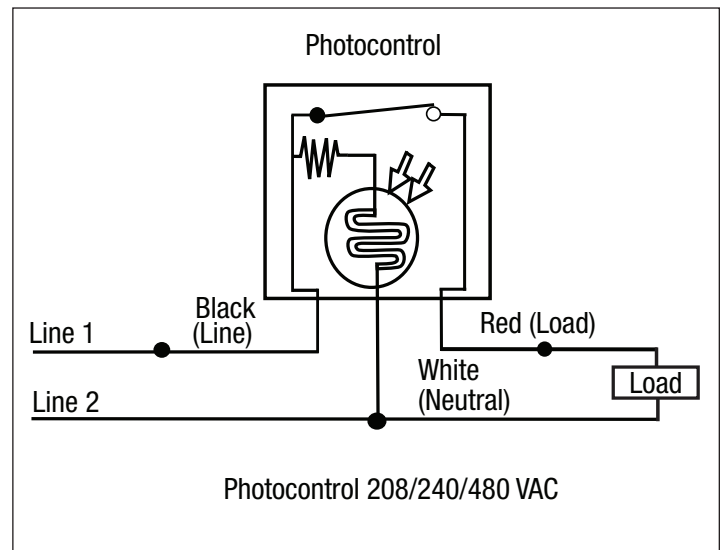 Photocontrol
Black
(Line)
Line 1
Red (Load)
White
(Neutral)
Load
Line 2
Photocontrol 208/240/480 VAC